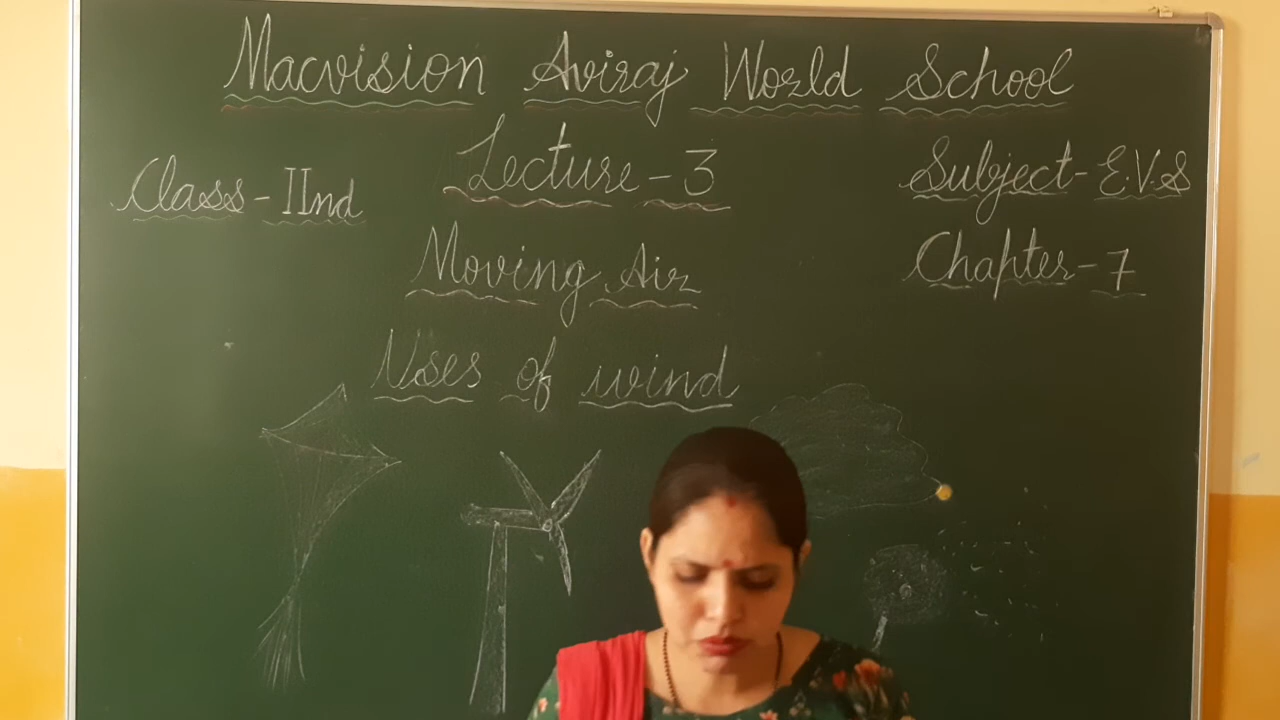 Macvision Aviraj World School
Lecture-3
Class-IInd
Subject-E.V.S
Moving Air
Chapter-7
Uses of wind